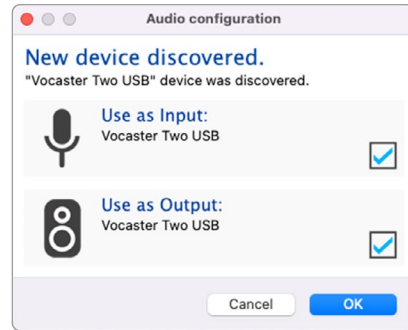 Audio configuration
New device discovered.
"Vocaster Two USB" device was discovered.
Use as Input:
Vocaster Two USB
Use as Output:
Vocaster Two USB
Cancel OK